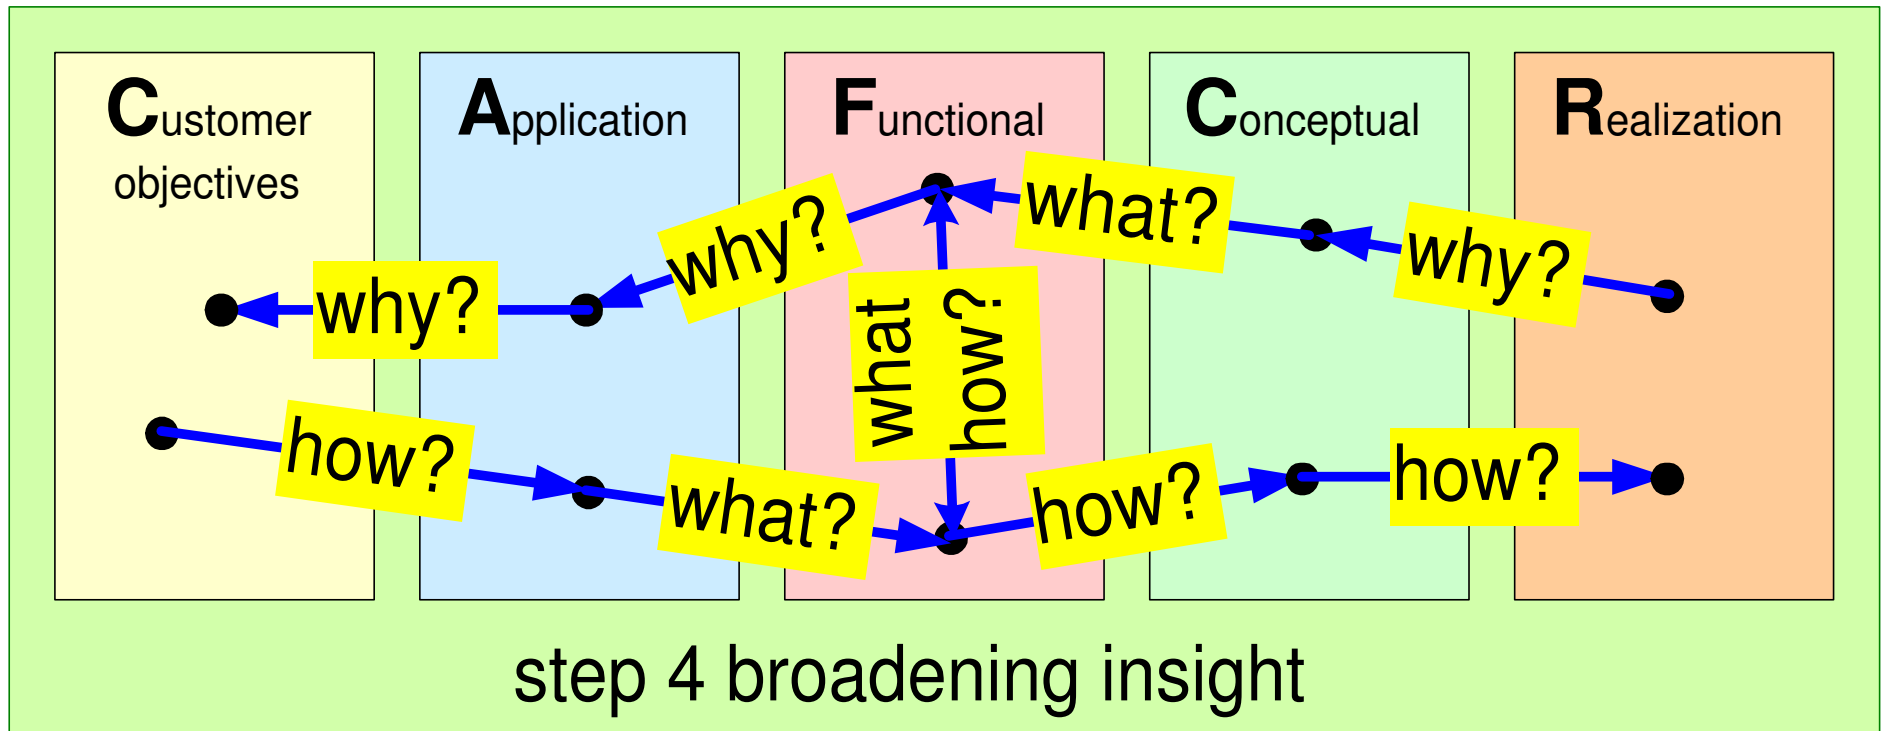 Customer
objectives
Application
Functional
Conceptual
Realization
why?
why?
what?
why?
what
how?
how?
what?
how?
how?
step 4 broadening insight